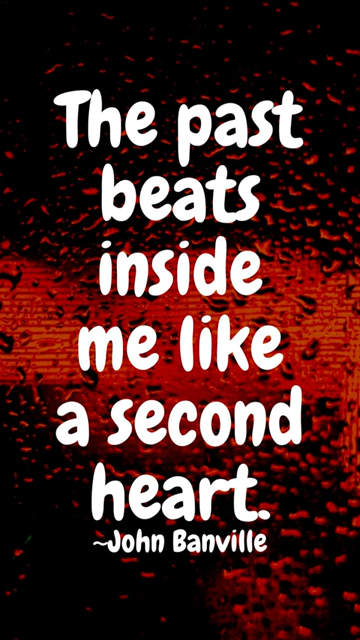 The past
beats
inside
me like
a second
heart.
~John Banville